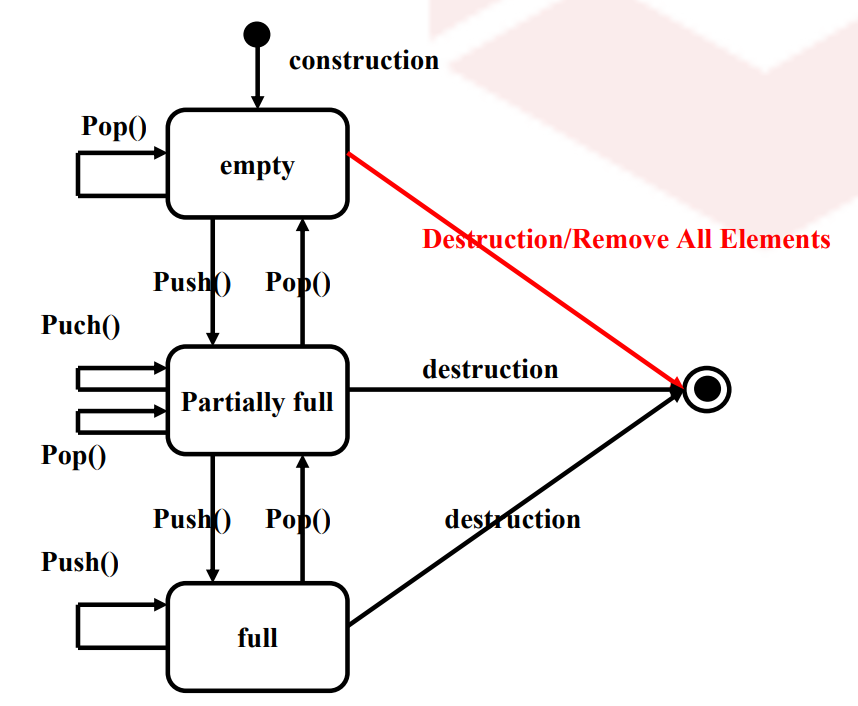 construction
Pop()
empty
Destruction/Remove All Elements
Push()
Pop()
Puch()
destruction
Partially full
Pop()
Push()
Pop()
destruction
Push()
full